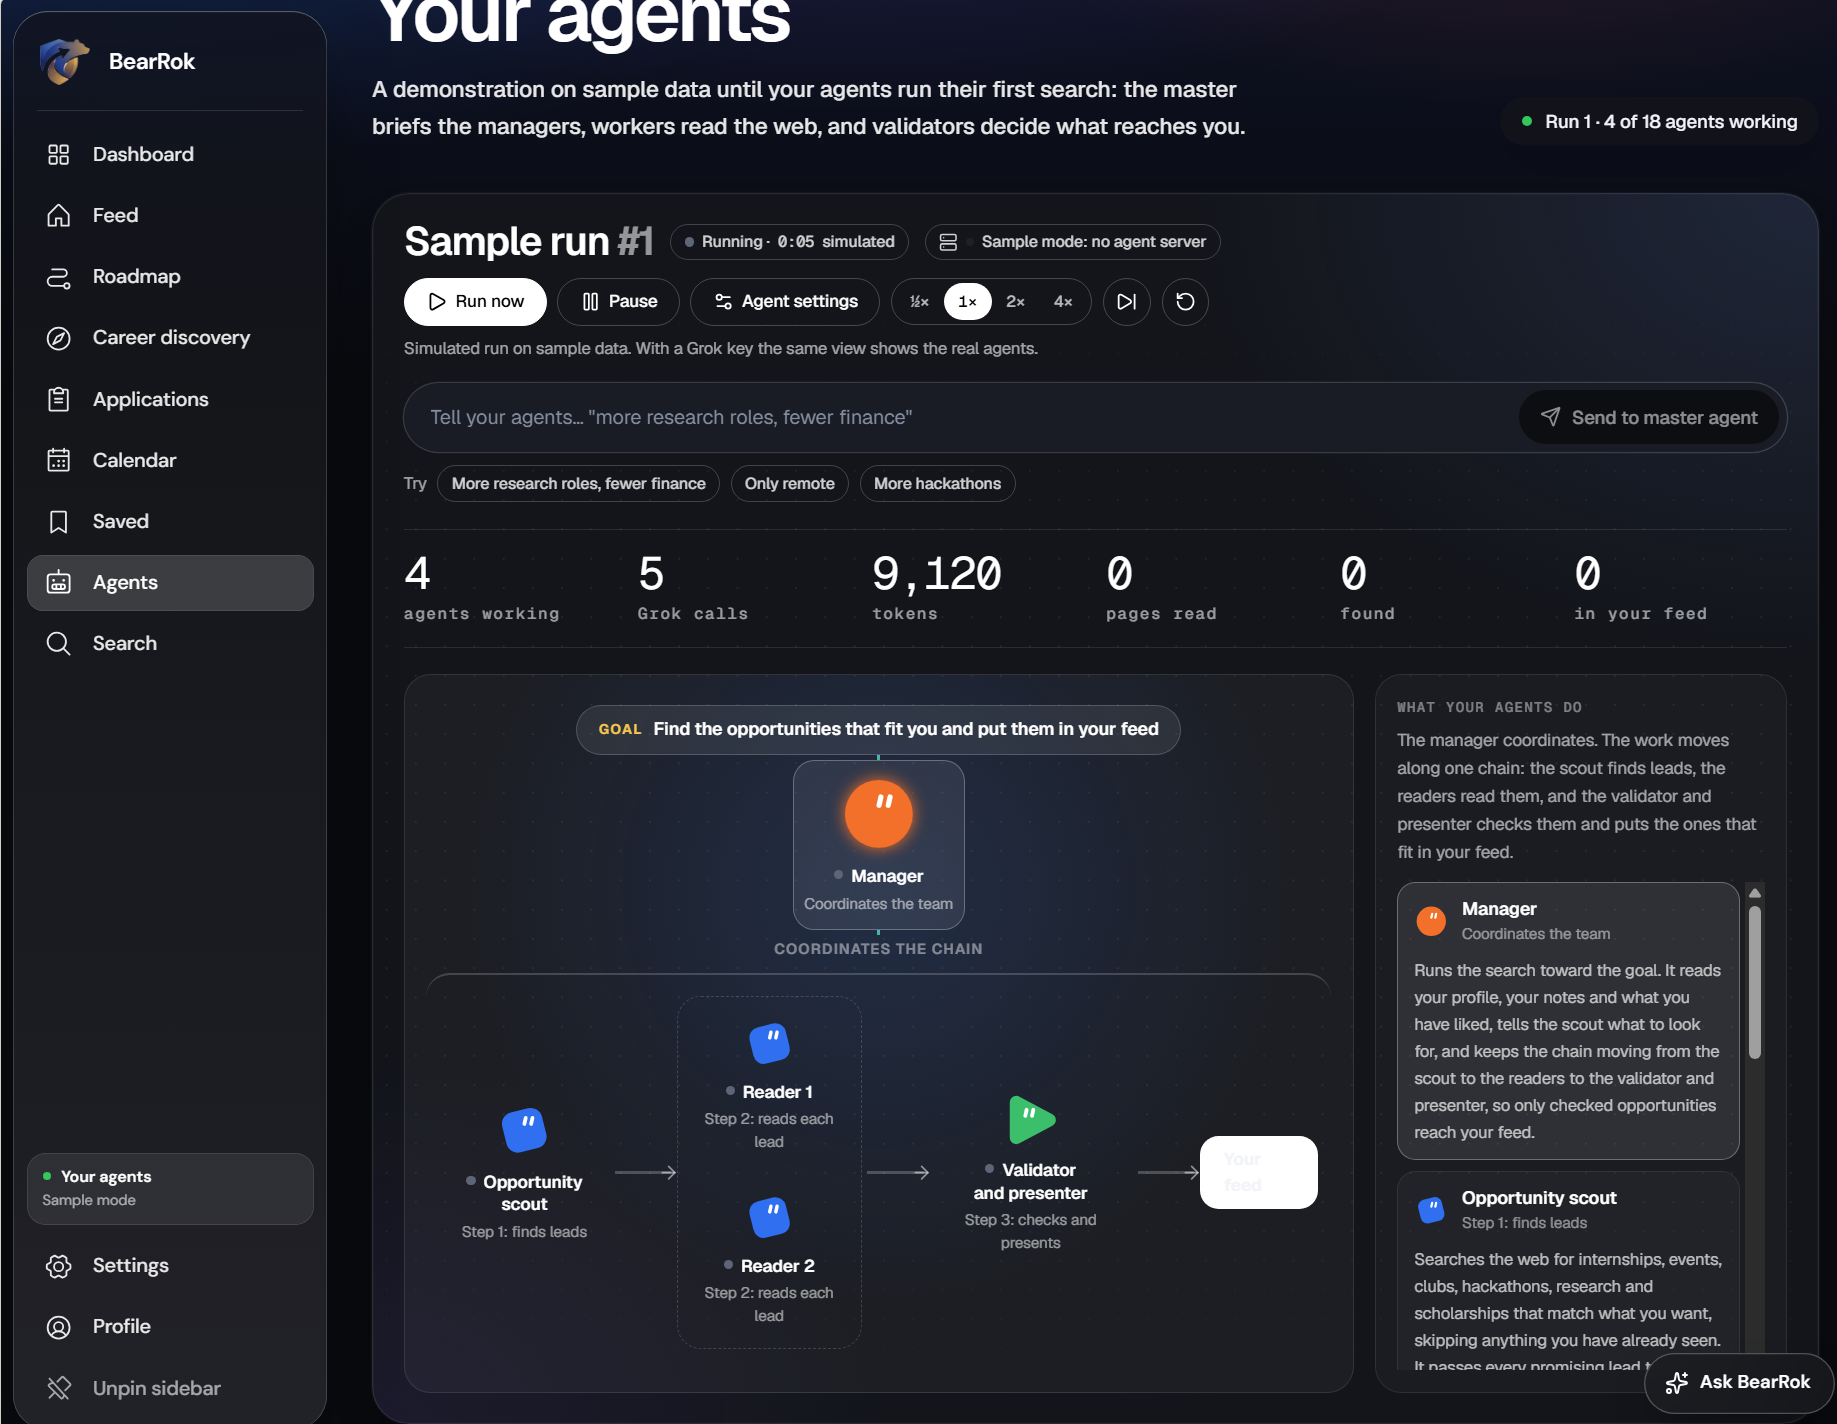 Your agents
BearRok
A demonstration on sample data until your agents run their first search: the master
briefs the managers, workers read the web, and validators decide what reaches you.
Run 1 · 4 of 18 agents working
Dashboard
Feed
Roadmap
Career discovery
Applications
Calendar
Saved
Agents
Search
Your agents
Sample mode
Settings
Profile
Unpin sidebar
Sample run #1
Running · 0:05 simulated
Sample mode: no agent server
Run now
Pause
Agent settings
½×
1×
2×
4×
Simulated run on sample data. With a Grok key the same view shows the real agents.
Tell your agents... "more research roles, fewer finance"
Send to master agent
Try
More research roles, fewer finance
Only remote
More hackathons
4
agents working
5
Grok calls
9,120
tokens
0
pages read
0
found
0
in your feed
GOAL Find the opportunities that fit you and put them in your feed
Manager
Coordinates the team
COORDINATES THE CHAIN
Opportunity
scout
Step 1: finds leads
Reader 1
Step 2: reads each
lead
Reader 2
Step 2: reads each
lead
Validator
and presenter
Step 3: checks and
presents
Your
feed
WHAT YOUR AGENTS DO
The manager coordinates. The work moves
along one chain: the scout finds leads, the
readers read them, and the validator and
presenter checks them and puts the ones that
fit in your feed.
Manager
Coordinates the team
Runs the search toward the goal. It reads
your profile, your notes and what you
have liked, tells the scout what to look
for, and keeps the chain moving from the
scout to the readers to the validator and
presenter, so only checked opportunities
reach your feed.
Opportunity scout
Step 1: finds leads
Searches the web for internships, events,
clubs, hackathons, research and
scholarships that match what you want,
skipping anything you have already seen.
It passes every promising lead
Ask BearRok